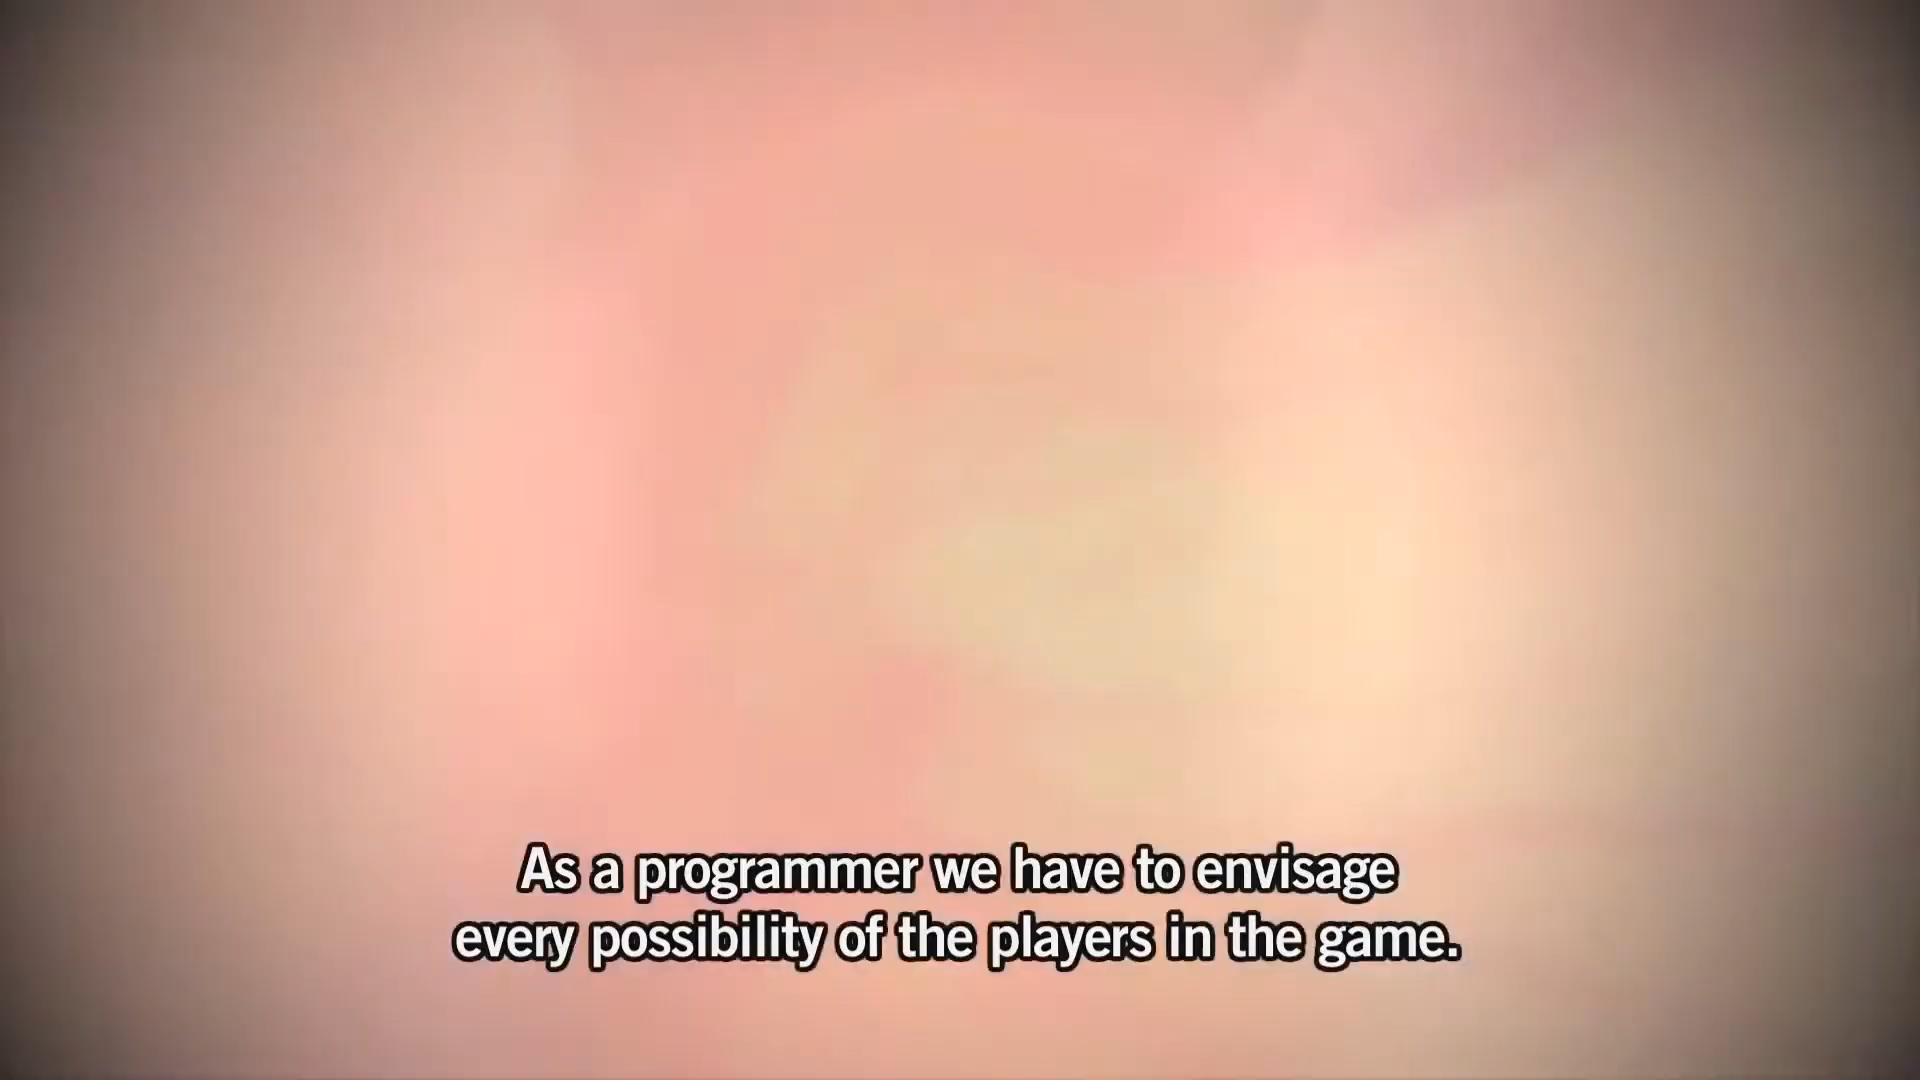 As a programmer we have to envisage
every possibility of the players in the game.